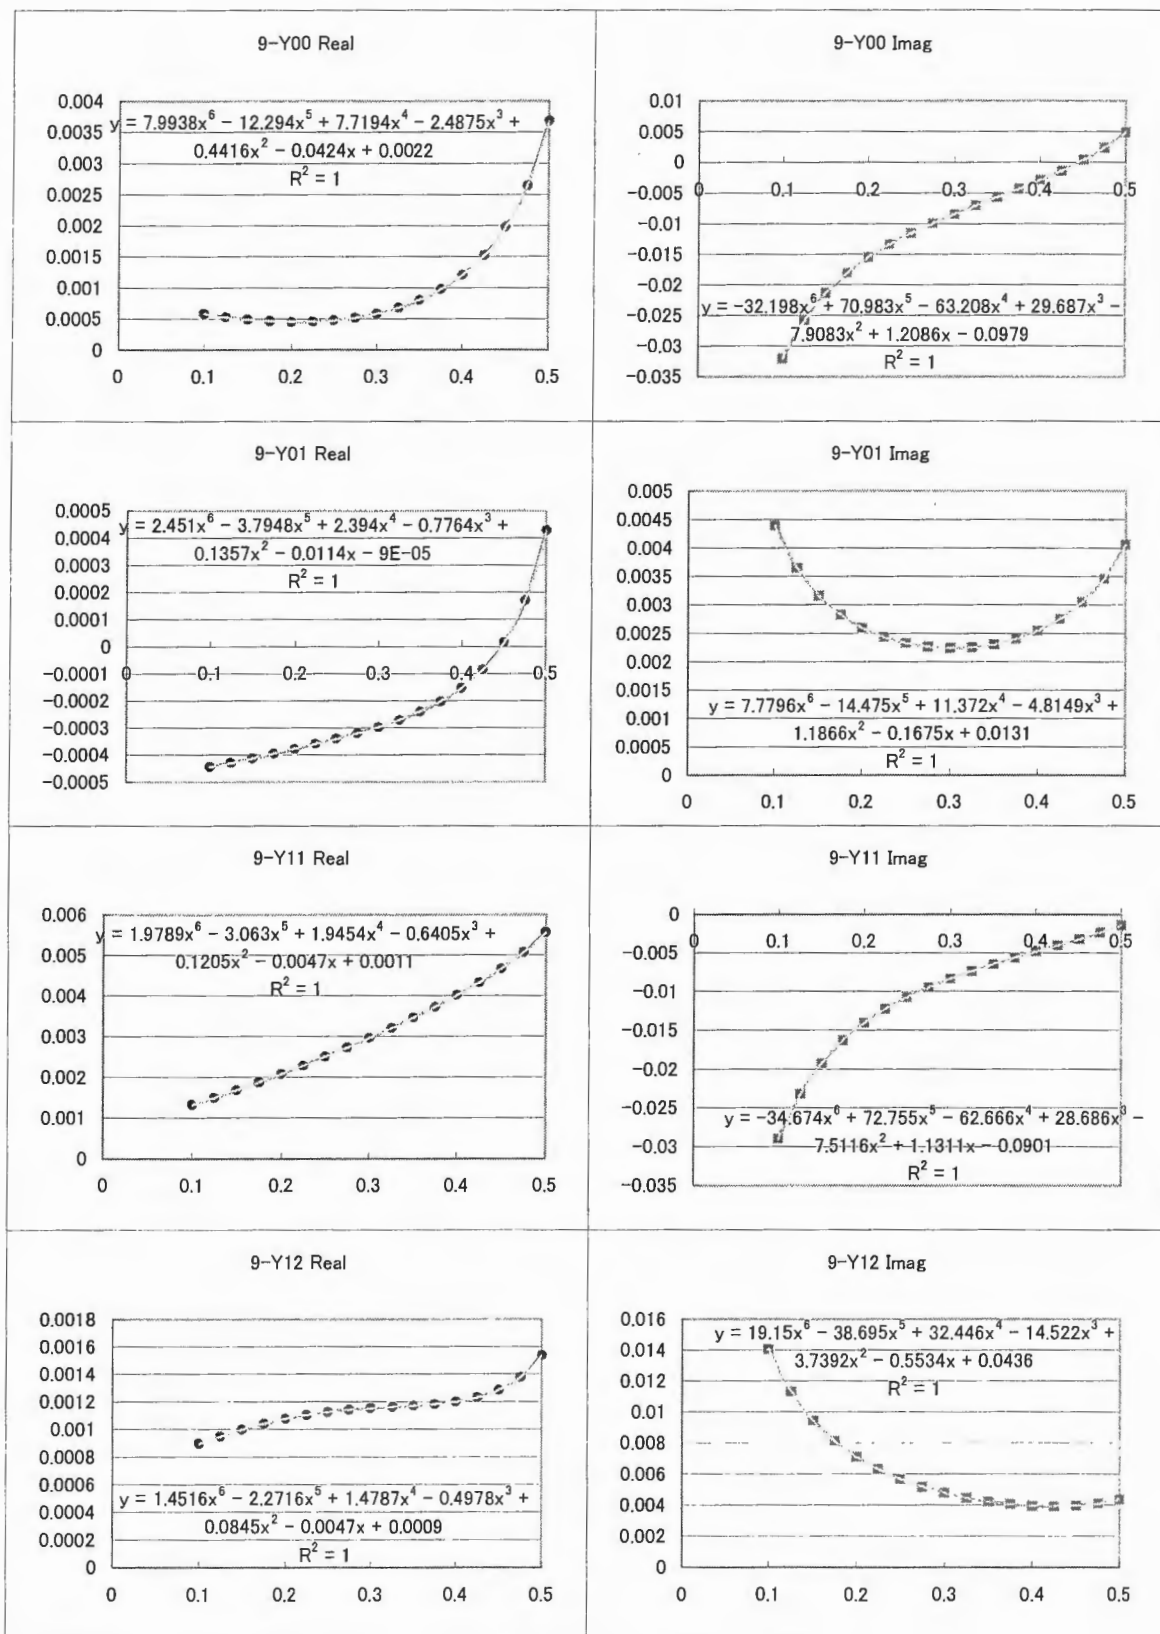 9-Y00 Real
0.004
0.0035
0.003
0.0025
0.002
0.0015
0.001
0.0005
0
y = 7.9938x⁶ − 12.294x⁵ + 7.7194x⁴ − 2.4875x³ +
0.4416x² − 0.0424x + 0.0022
R² = 1
0 0.1 0.2 0.3 0.4 0.5
9-Y00 Imag
0.01
0.005
0
−0.005
−0.01
−0.015
−0.02
−0.025
−0.03
−0.035
0 0.1 0.2 0.3 0.4 0.5
y = −32.198x⁶ + 70.983x⁵ − 63.208x⁴ + 29.687x³ −
7.9083x² + 1.2086x − 0.0979
R² = 1
9-Y01 Real
0.0005
0.0004
0.0003
0.0002
0.0001
0
−0.0001
−0.0002
−0.0003
−0.0004
−0.0005
y = 2.451x⁶ − 3.7948x⁵ + 2.394x⁴ − 0.7764x³ +
0.1357x² − 0.0114x − 9E−05
R² = 1
0 0.1 0.2 0.3 0.4 0.5
9-Y01 Imag
0.005
0.0045
0.004
0.0035
0.003
0.0025
0.002
0.0015
0.001
0.0005
0
y = 7.7796x⁶ − 14.475x⁵ + 11.372x⁴ − 4.8149x³ +
1.1866x² − 0.1675x + 0.0131
R² = 1
0 0.1 0.2 0.3 0.4 0.5
9-Y11 Real
0.006
0.005
0.004
0.003
0.002
0.001
0
y = 1.9789x⁶ − 3.063x⁵ + 1.9454x⁴ − 0.6405x³ +
0.1205x² − 0.0047x + 0.0011
R² = 1
0 0.1 0.2 0.3 0.4 0.5
9-Y11 Imag
0
−0.005
−0.01
−0.015
−0.02
−0.025
−0.03
−0.035
0 0.1 0.2 0.3 0.4 0.5
y = −34.674x⁶ + 72.755x⁵ − 62.666x⁴ + 28.686x³ −
7.5116x² + 1.1311x − 0.0901
R² = 1
9-Y12 Real
0.0018
0.0016
0.0014
0.0012
0.001
0.0008
0.0006
0.0004
0.0002
0
y = 1.4516x⁶ − 2.2716x⁵ + 1.4787x⁴ − 0.4978x³ +
0.0845x² − 0.0047x + 0.0009
R² = 1
0 0.1 0.2 0.3 0.4 0.5
9-Y12 Imag
0.016
0.014
0.012
0.01
0.008
0.006
0.004
0.002
0
y = 19.15x⁶ − 38.695x⁵ + 32.446x⁴ − 14.522x³ +
3.7392x² − 0.5534x + 0.0436
R² = 1
0 0.1 0.2 0.3 0.4 0.5